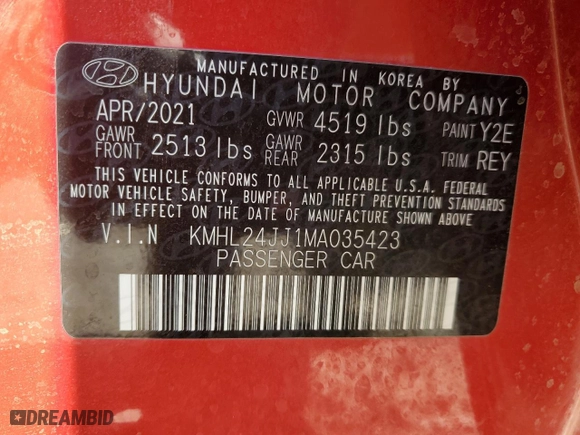 MANUFACTURED IN KOREA BY
HYUNDAI MOTOR COMPANY
APR/2021 GVWR 4519 lbs PAINT Y2E
GAWR FRONT 2513 lbs GAWR REAR 2315 lbs TRIM REY
THIS VEHICLE CONFORMS TO ALL APPLICABLE U.S.A. FEDERAL
MOTOR VEHICLE SAFETY, BUMPER, AND THEFT PREVENTION STANDARDS
IN EFFECT ON THE DATE OF MANUFACTURE SHOWN ABOVE.
V.I.N KMHL24JJ1MA035423
PASSENGER CAR
DREAMBID